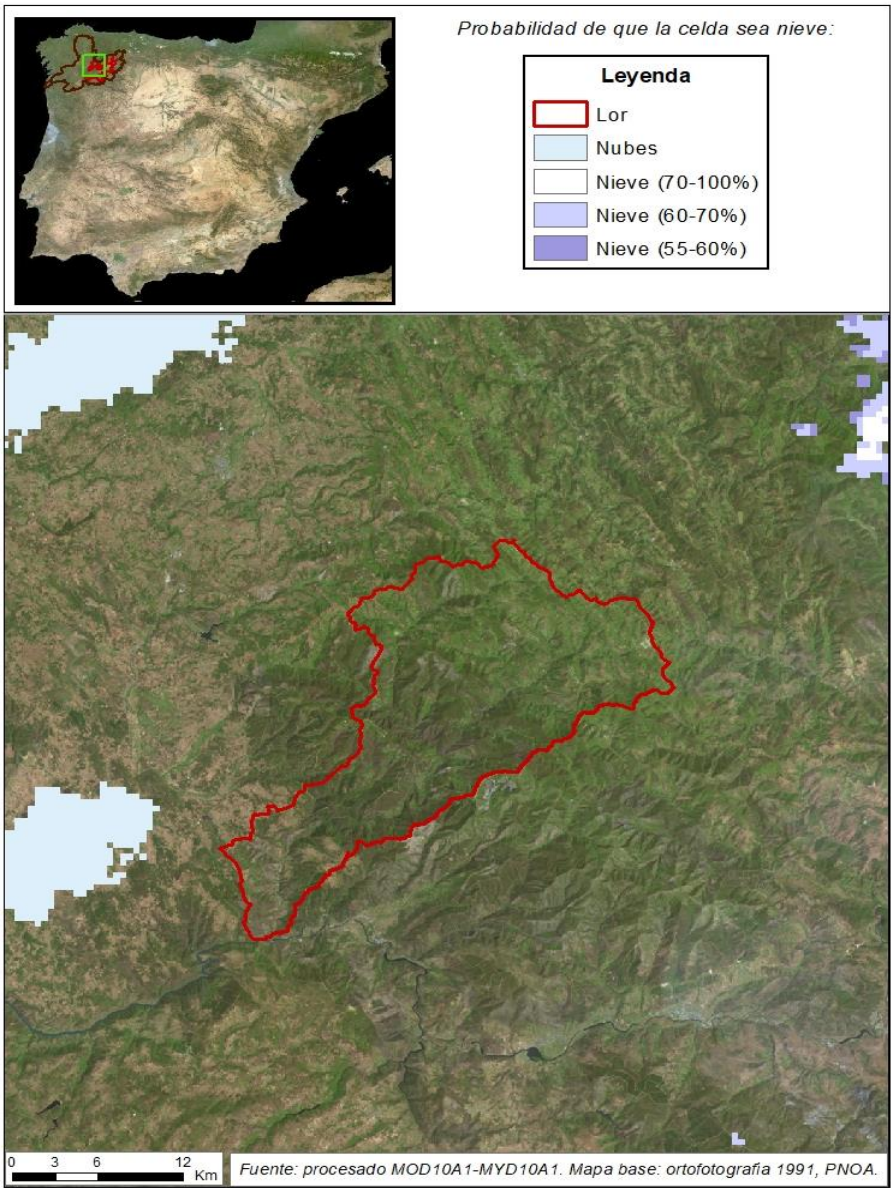 Probabilidad de que la celda sea nieve:
Leyenda
Lor
Nubes
Nieve (70-100%)
Nieve (60-70%)
Nieve (55-60%)
0 3 6 12
Km
Fuente: procesado MOD10A1-MYD10A1. Mapa base: ortofotografia 1991, PNOA.